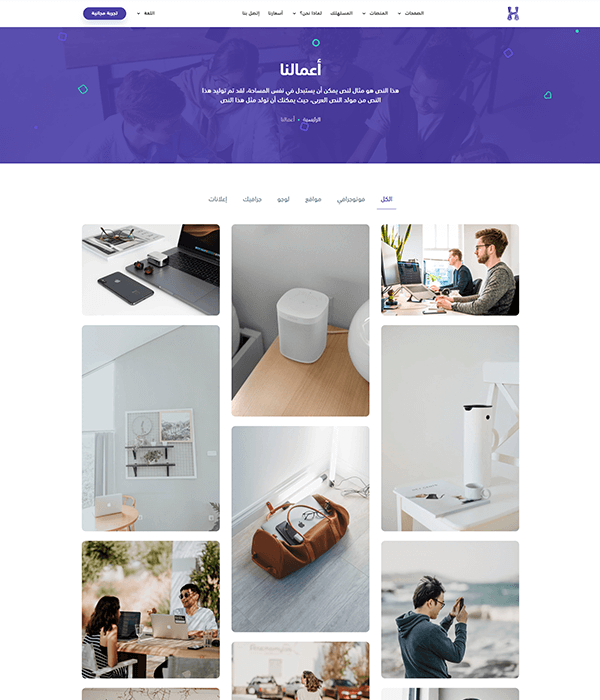 الصفحات
المنصات
المستهلك
لماذا نحن؟
أسعارنا
إتصل بنا
اللغة
تجربة مجانية
أعمالنا
هذا النص هو مثال لنص يمكن أن يستبدل في نفس المساحة، لقد تم توليد هذا
النص من مولد النص العربى، حيث يمكنك أن تولد مثل هذا النص
الرئيسية • أعمالنا
الكل
فوتوجرافي
مواقع
لوجو
جرافيك
إعلانات